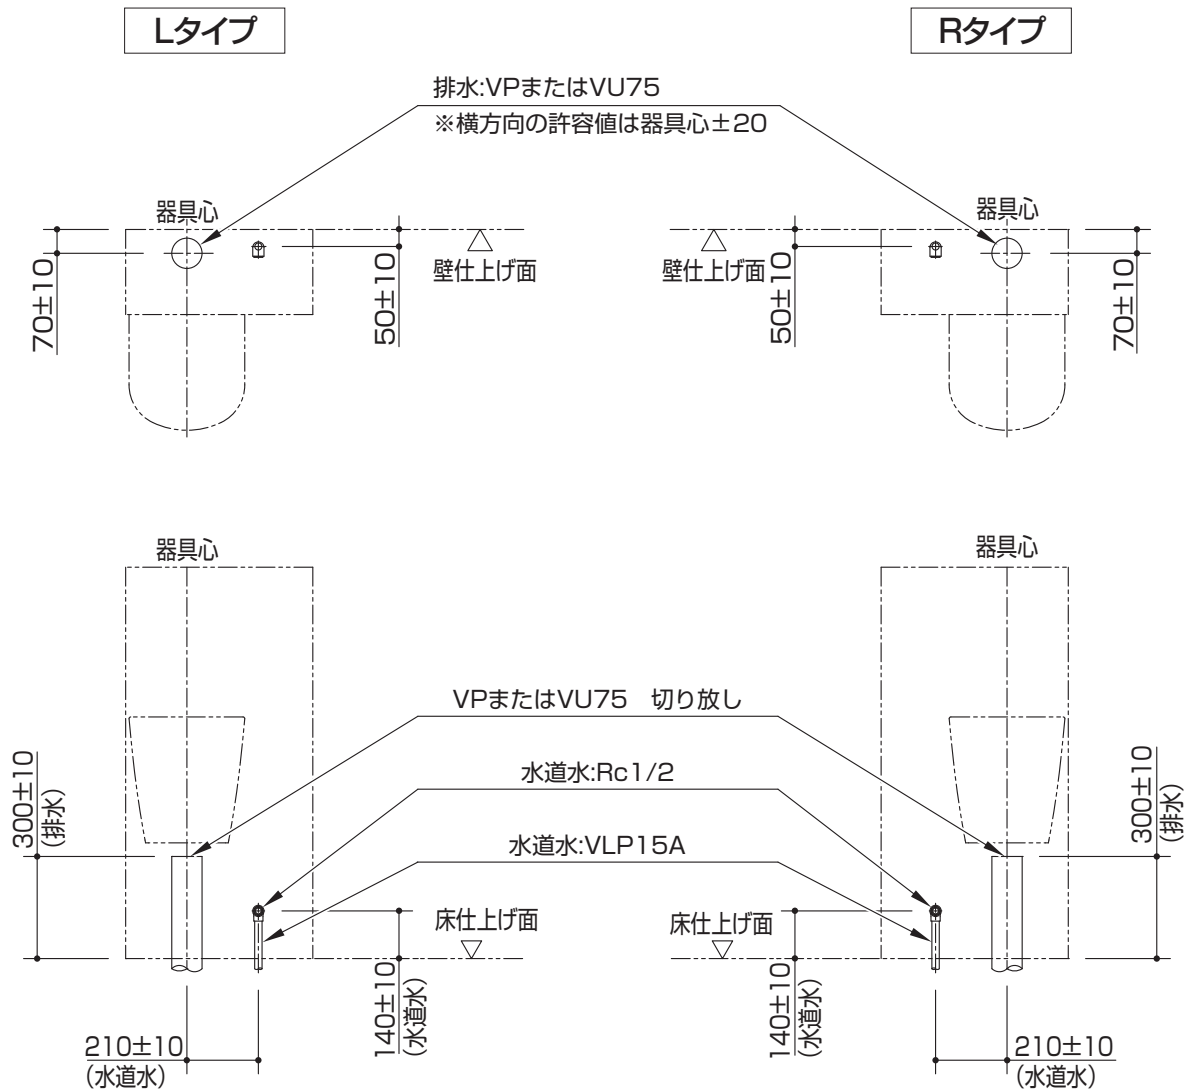 Lタイプ
Rタイプ
排水:VPまたはVU75
※横方向の許容値は器具心±20
器具心
器具心
70±10
50±10
壁仕上げ面
壁仕上げ面
50±10
70±10
器具心
器具心
VPまたはVU75　切り放し
水道水:Rc1/2
水道水:VLP15A
300±10
(排水)
床仕上げ面
床仕上げ面
300±10
(排水)
140±10
(水道水)
140±10
(水道水)
210±10
(水道水)
210±10
(水道水)